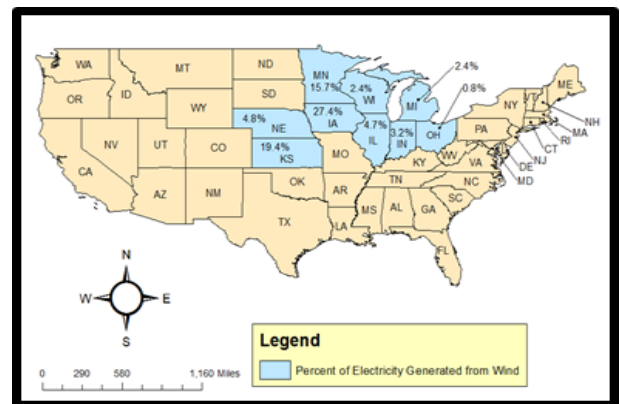 WA
MT
ND
MN
15.7%
2.4%
WI
MI
2.4%
0.8%
ME
OR
ID
SD
WY
NY
VT
NH
MA
RI
CT
NJ
DE
MD
4.8%
NE
27.4%
IA
4.7%
IL
3.2%
IN
OH
PA
NV
UT
CO
19.4%
KS
MO
KY
WV
VA
CA
AZ
NM
OK
AR
TN
NC
SC
TX
LA
MS
AL
GA
FL
N
W
E
S
Legend
Percent of Electricity Generated from Wind
0 290 580 1,160 Miles